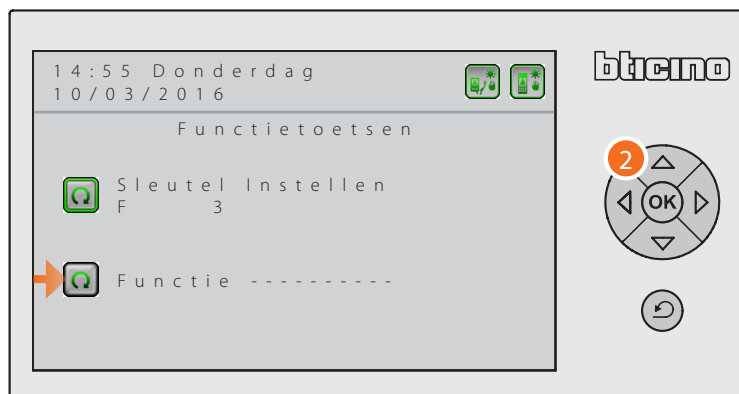 14:55 Donderdag
10/03/2016
bticino
Functietoetsen
2
Sleutel Instellen
F 3
OK
Functie ----------